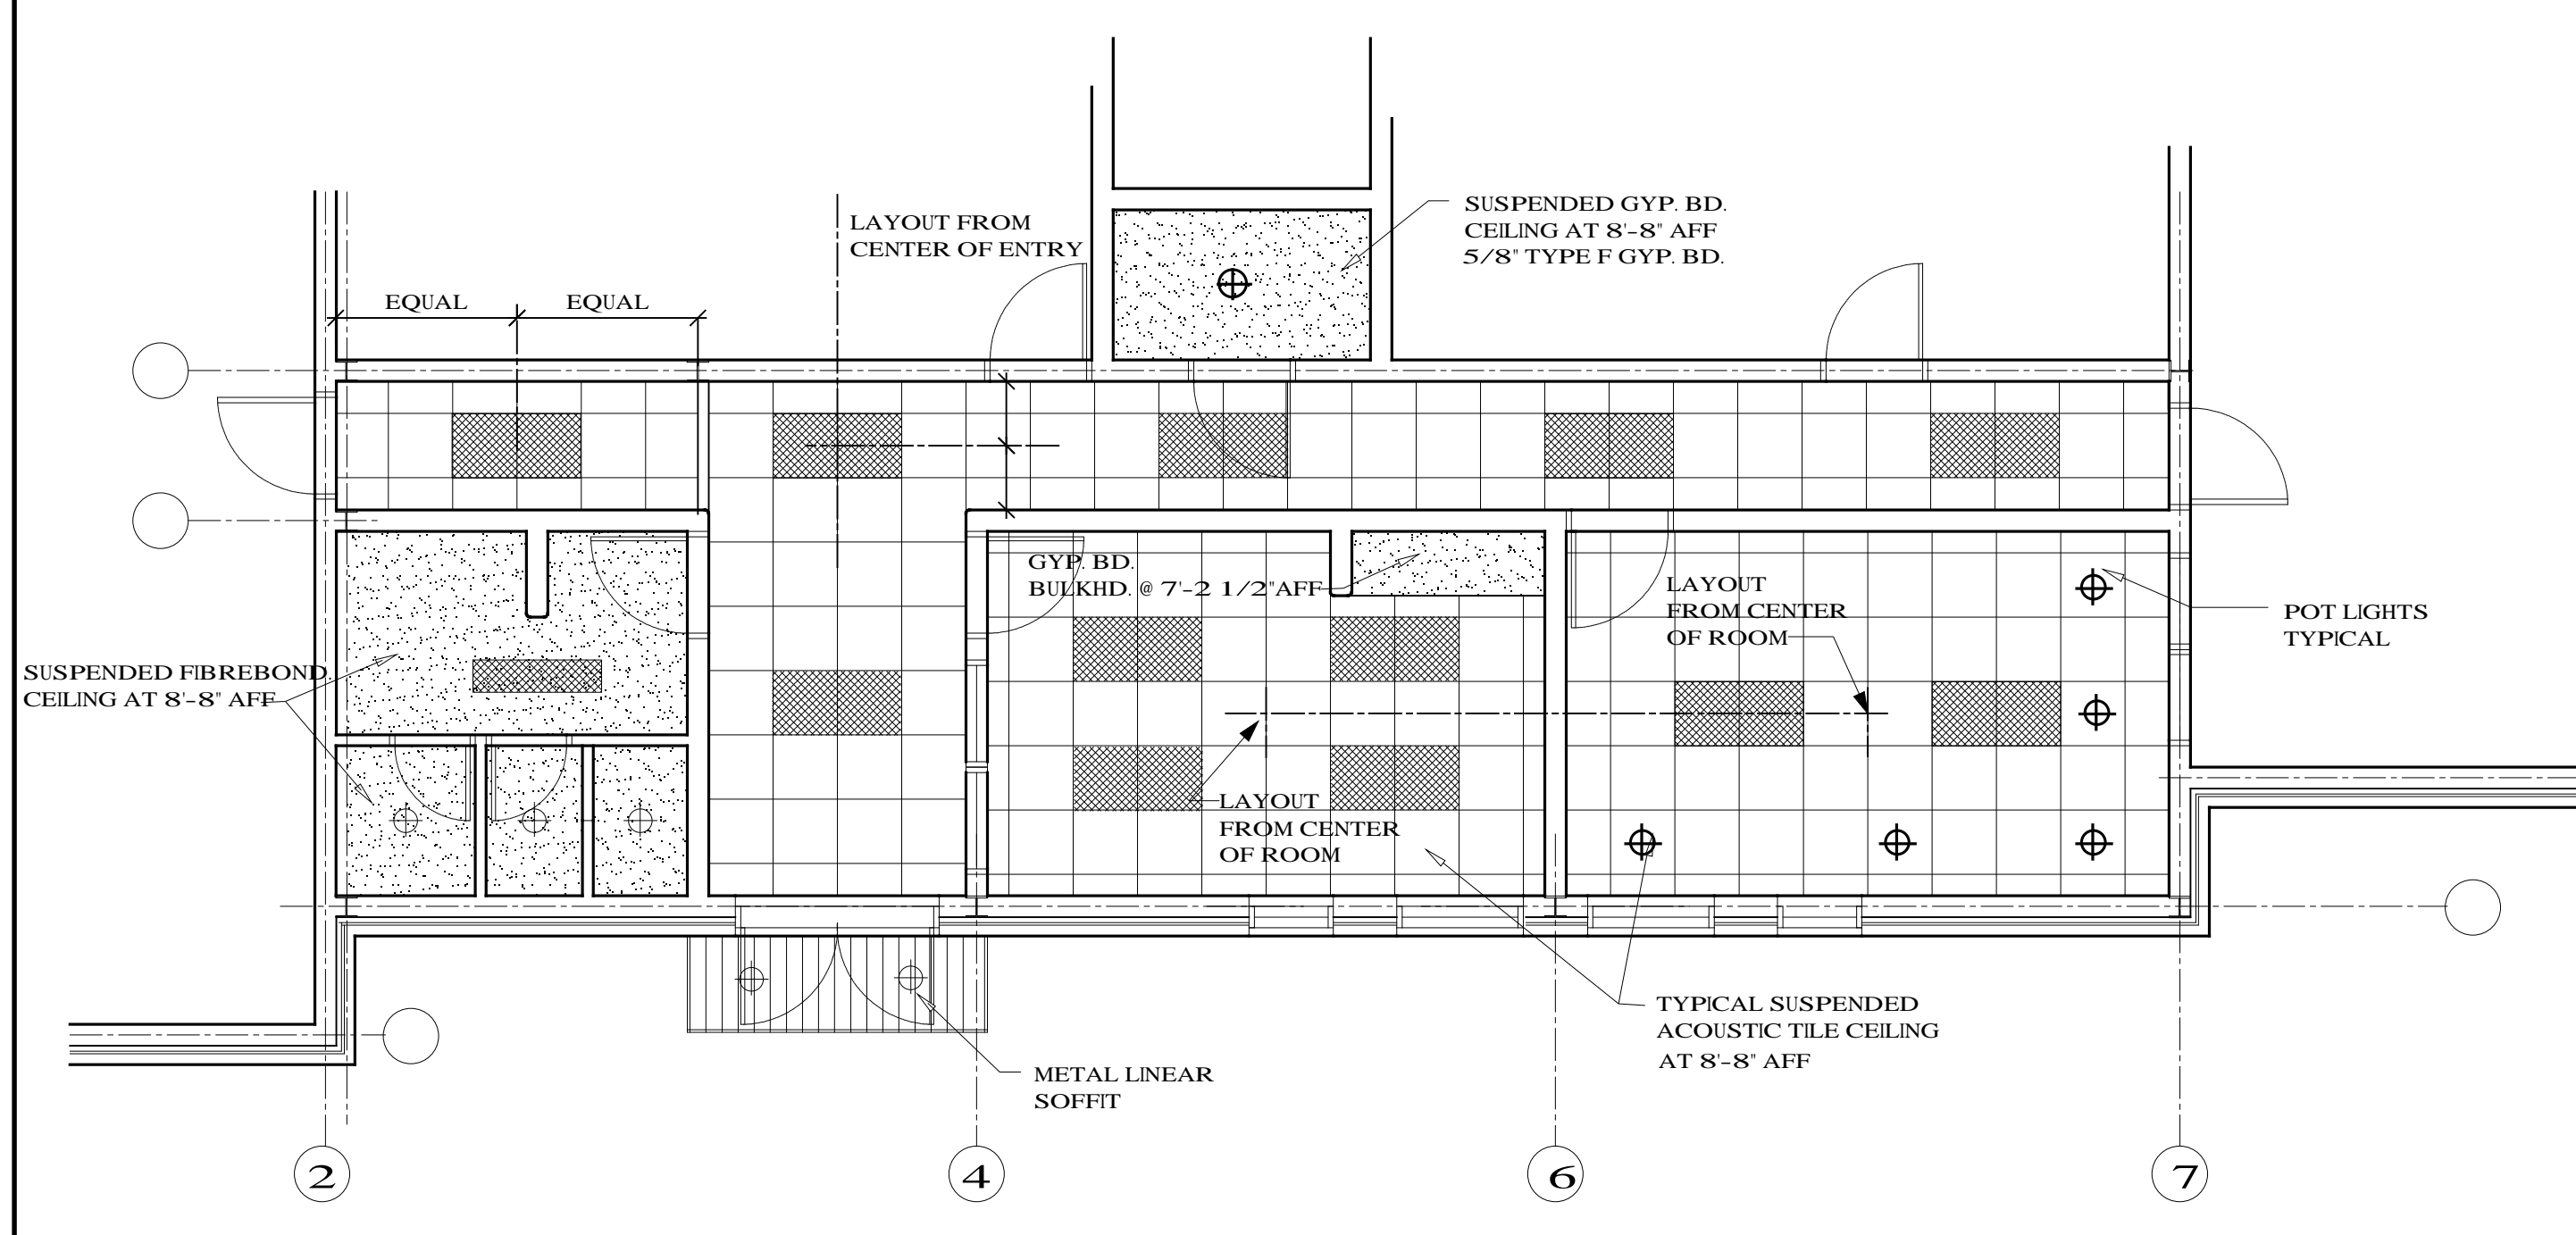 LAYOUT FROM
CENTER OF ENTRY
SUSPENDED GYP. BD.
CEILING AT 8'-8" AFF
5/8" TYPE F GYP. BD.
EQUAL
EQUAL
GYP. BD.
BULKHD. @ 7'-2 1/2"AFF
LAYOUT
FROM CENTER
OF ROOM
POT LIGHTS
TYPICAL
SUSPENDED FIBREBOND
CEILING AT 8'-8" AFF
LAYOUT
FROM CENTER
OF ROOM
TYPICAL SUSPENDED
ACOUSTIC TILE CEILING
AT 8'-8" AFF
METAL LINEAR
SOFFIT
2
4
6
7